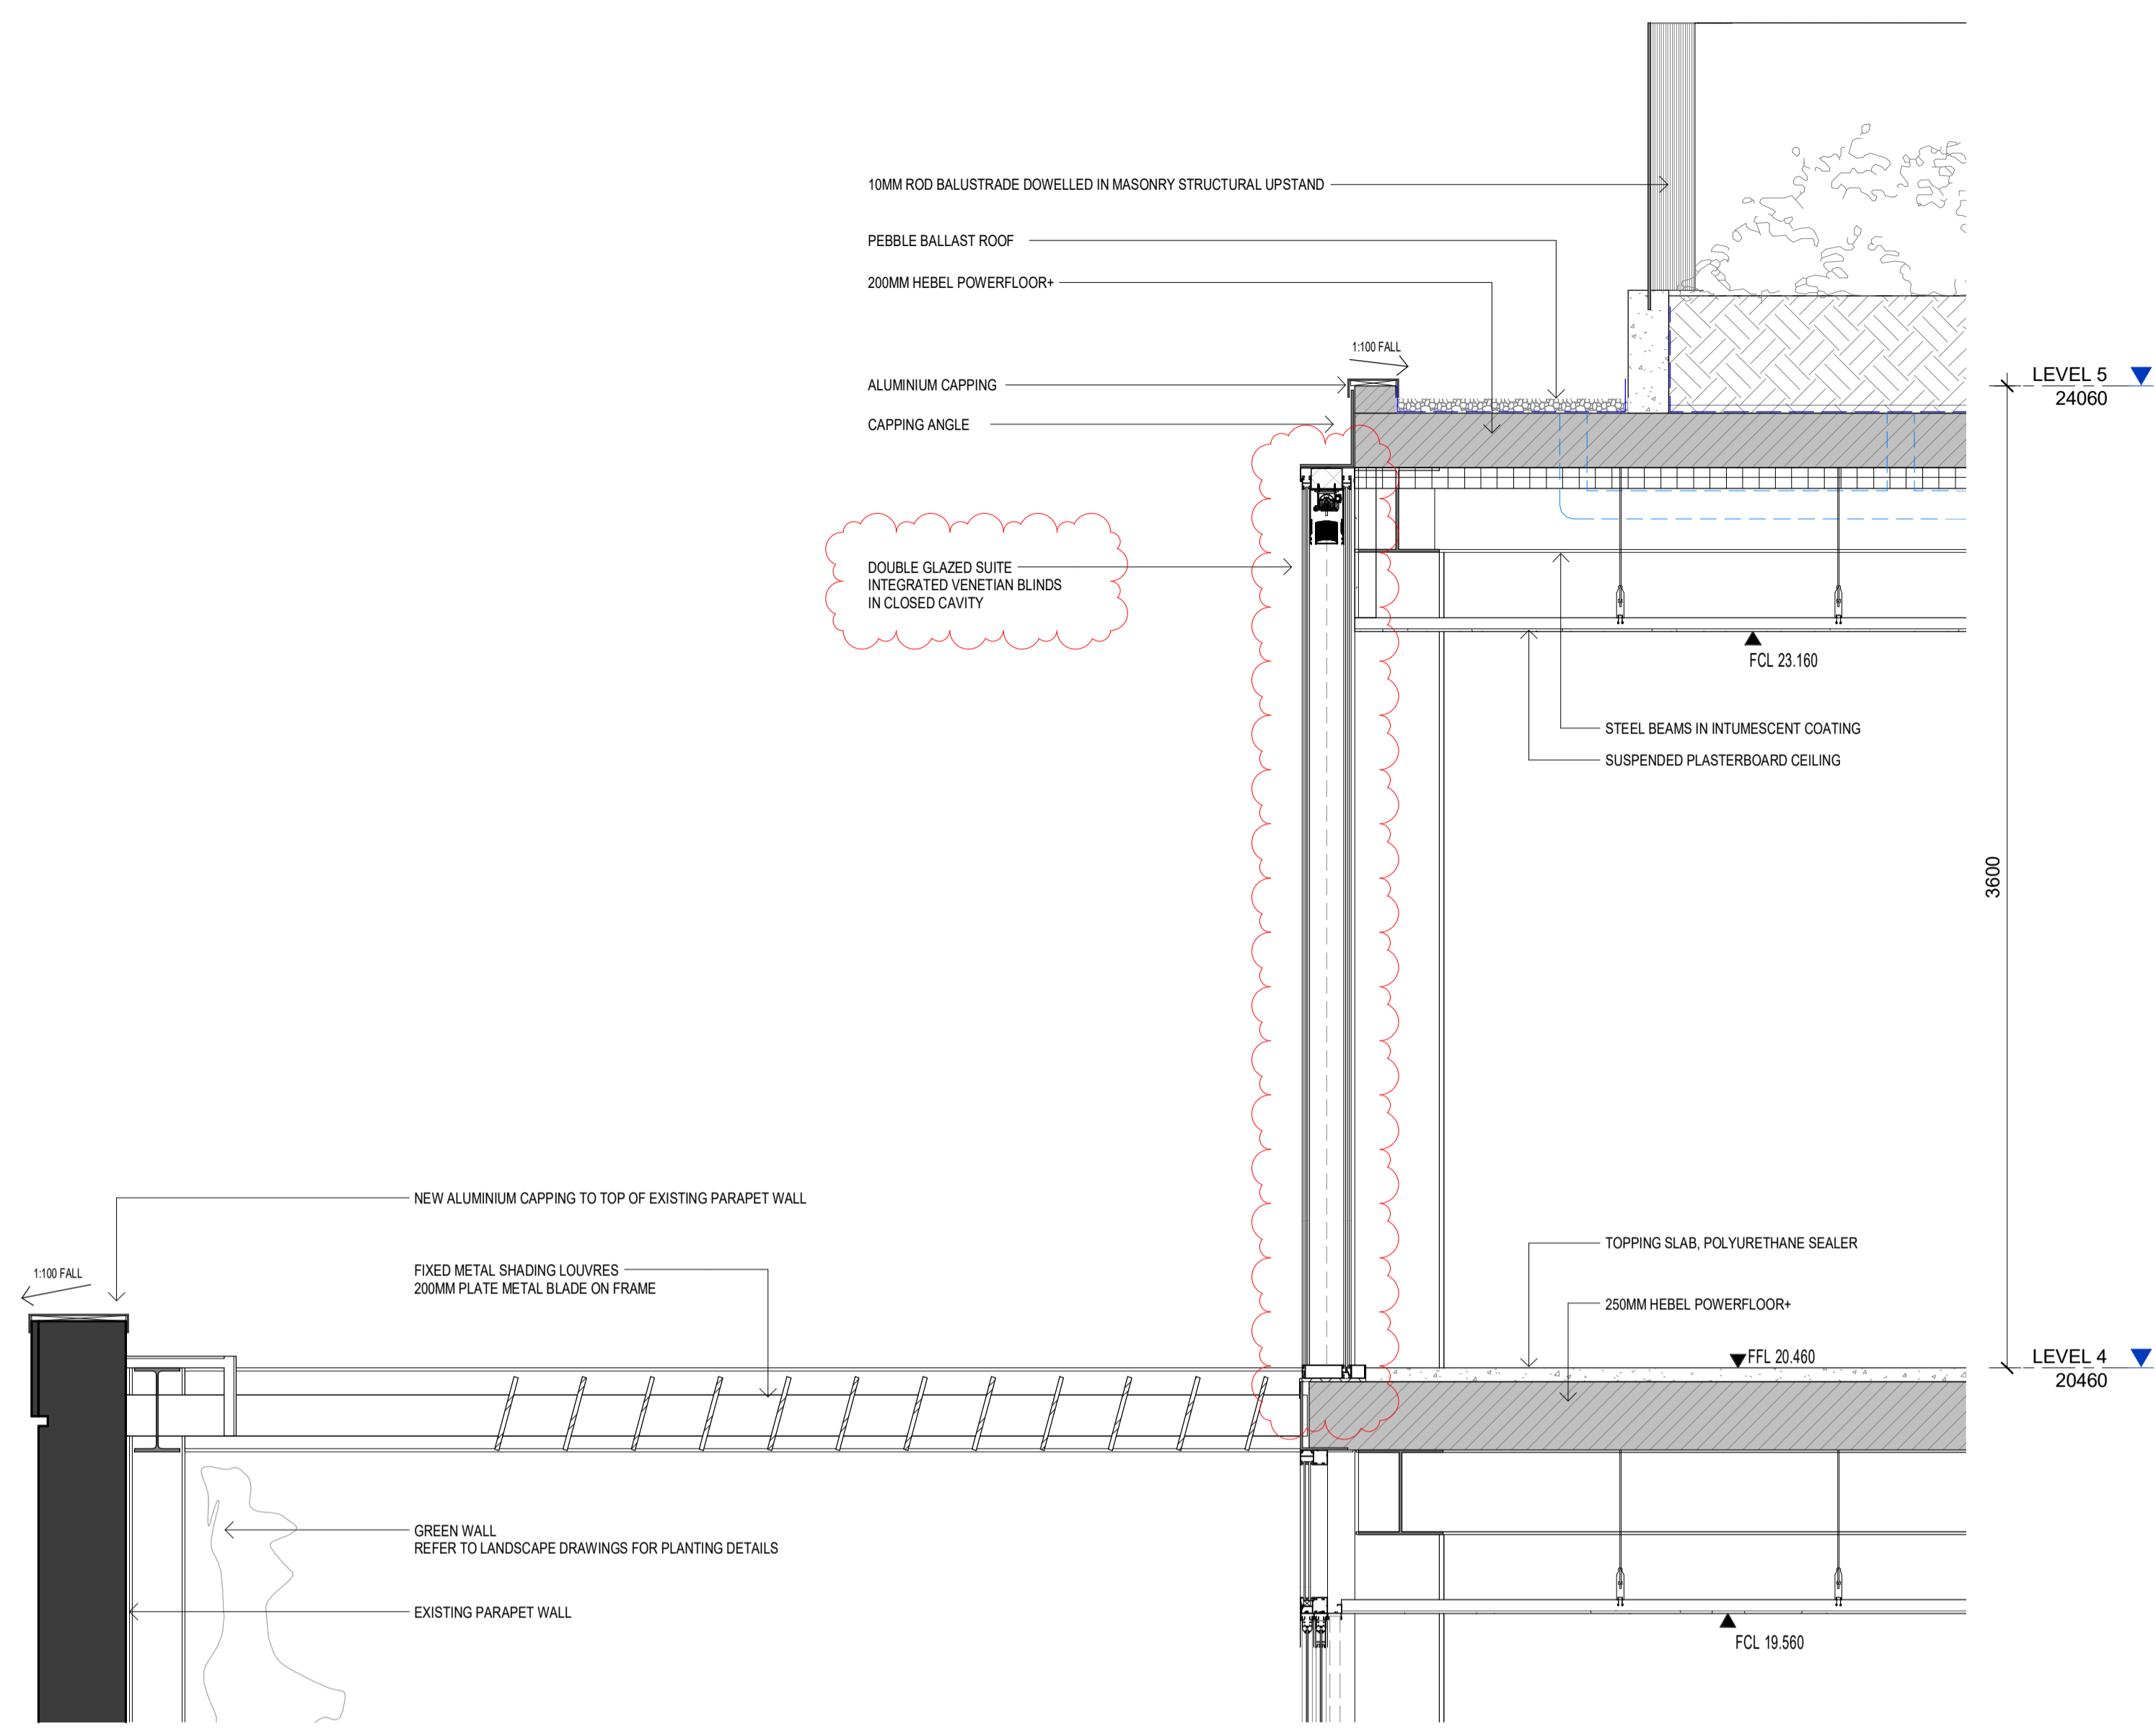 10MM ROD BALUSTRADE DOWELLED IN MASONRY STRUCTURAL UPSTAND
PEBBLE BALLAST ROOF
200MM HEBEL POWERFLOOR+
1:100 FALL
ALUMINIUM CAPPING
CAPPING ANGLE
LEVEL 5
24060
DOUBLE GLAZED SUITE
INTEGRATED VENETIAN BLINDS
IN CLOSED CAVITY
FCL 23.160
STEEL BEAMS IN INTUMESCENT COATING
SUSPENDED PLASTERBOARD CEILING
3600
NEW ALUMINIUM CAPPING TO TOP OF EXISTING PARAPET WALL
1:100 FALL
FIXED METAL SHADING LOUVRES
200MM PLATE METAL BLADE ON FRAME
TOPPING SLAB, POLYURETHANE SEALER
250MM HEBEL POWERFLOOR+
FFL 20.460
LEVEL 4
20460
GREEN WALL
REFER TO LANDSCAPE DRAWINGS FOR PLANTING DETAILS
EXISTING PARAPET WALL
FCL 19.560